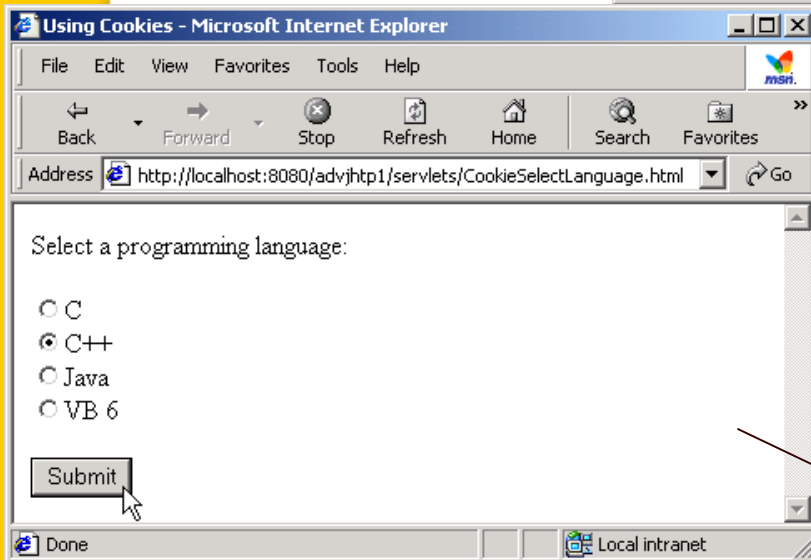 Using Cookies - Microsoft Internet Explorer
File Edit View Favorites Tools Help
msn.
Back Forward Stop Refresh Home Search Favorites »
Address http://localhost:8080/advjhtp1/servlets/CookieSelectLanguage.html Go
Select a programming language:
C
C++
Java
VB 6
Submit
Done Local intranet